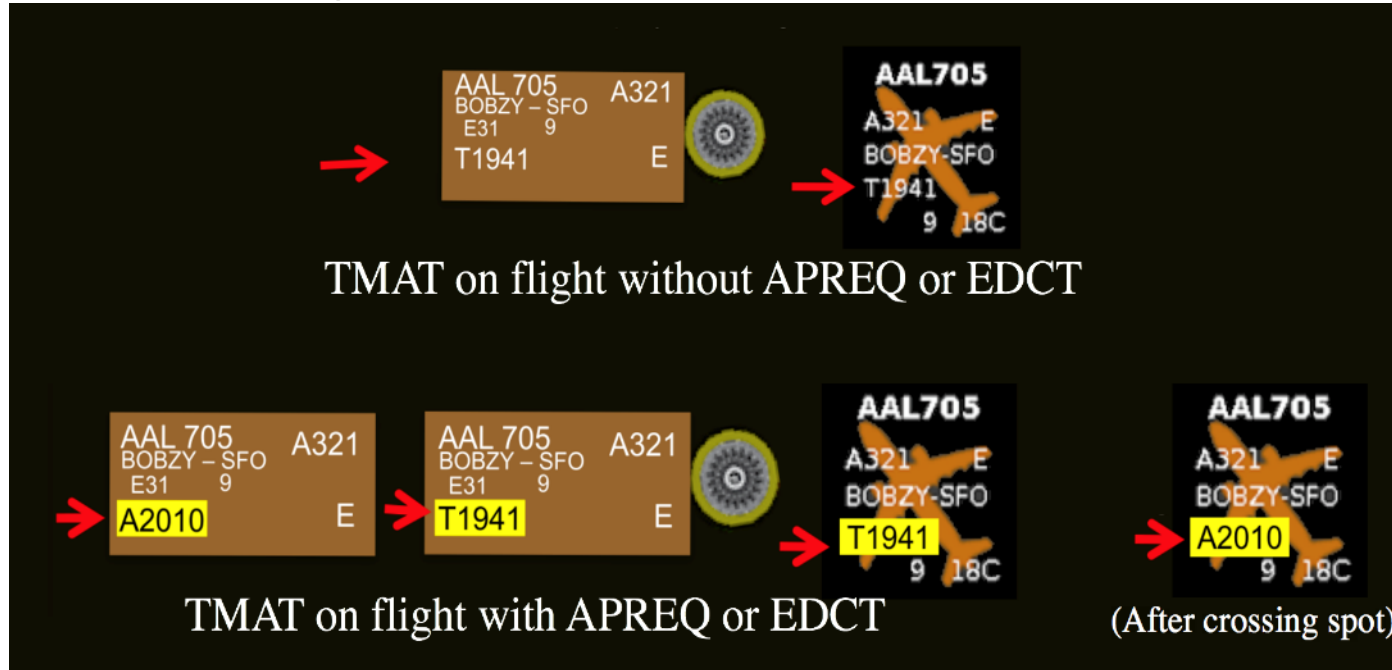 AAL 705 A321
BOBZY – SFO
E31 9
T1941 E
AAL705
A321 E
BOBZY-SFO
T1941
9 18C
TMAT on flight without APREQ or EDCT
AAL 705 A321
BOBZY – SFO
E31 9
A2010 E
AAL 705 A321
BOBZY – SFO
E31 9
T1941 E
AAL705
A321 E
BOBZY-SFO
T1941
9 18C
AAL705
A321 E
BOBZY-SFO
A2010
9 18C
TMAT on flight with APREQ or EDCT
(After crossing spot)